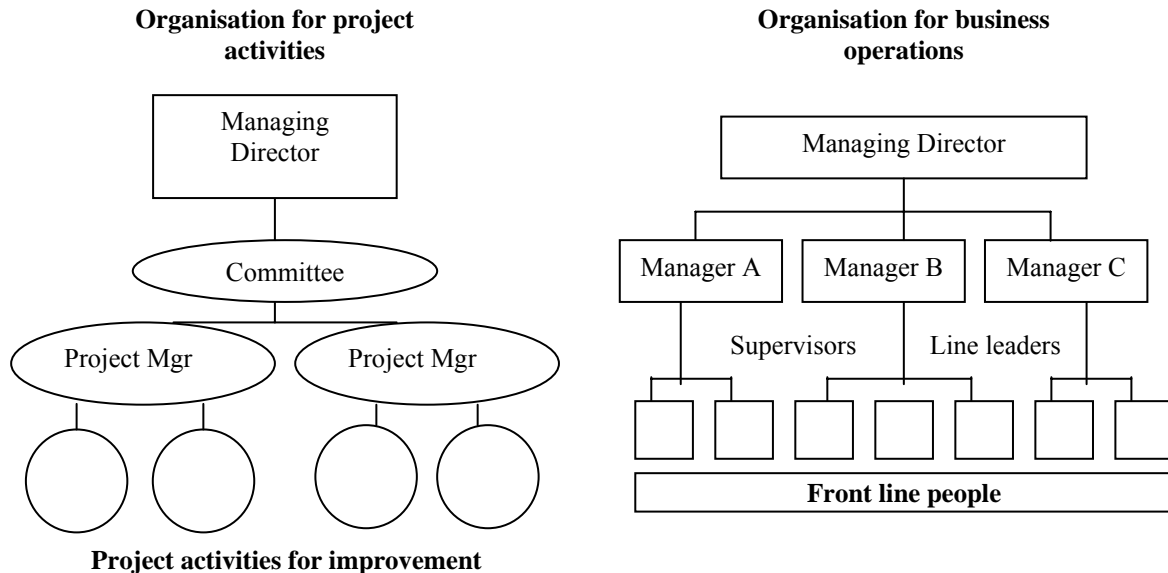 Organisation for project
activities
Managing
Director
Committee
Project Mgr
Project Mgr
Project activities for improvement
Organisation for business
operations
Managing Director
Manager A
Manager B
Manager C
Supervisors
Line leaders
Front line people